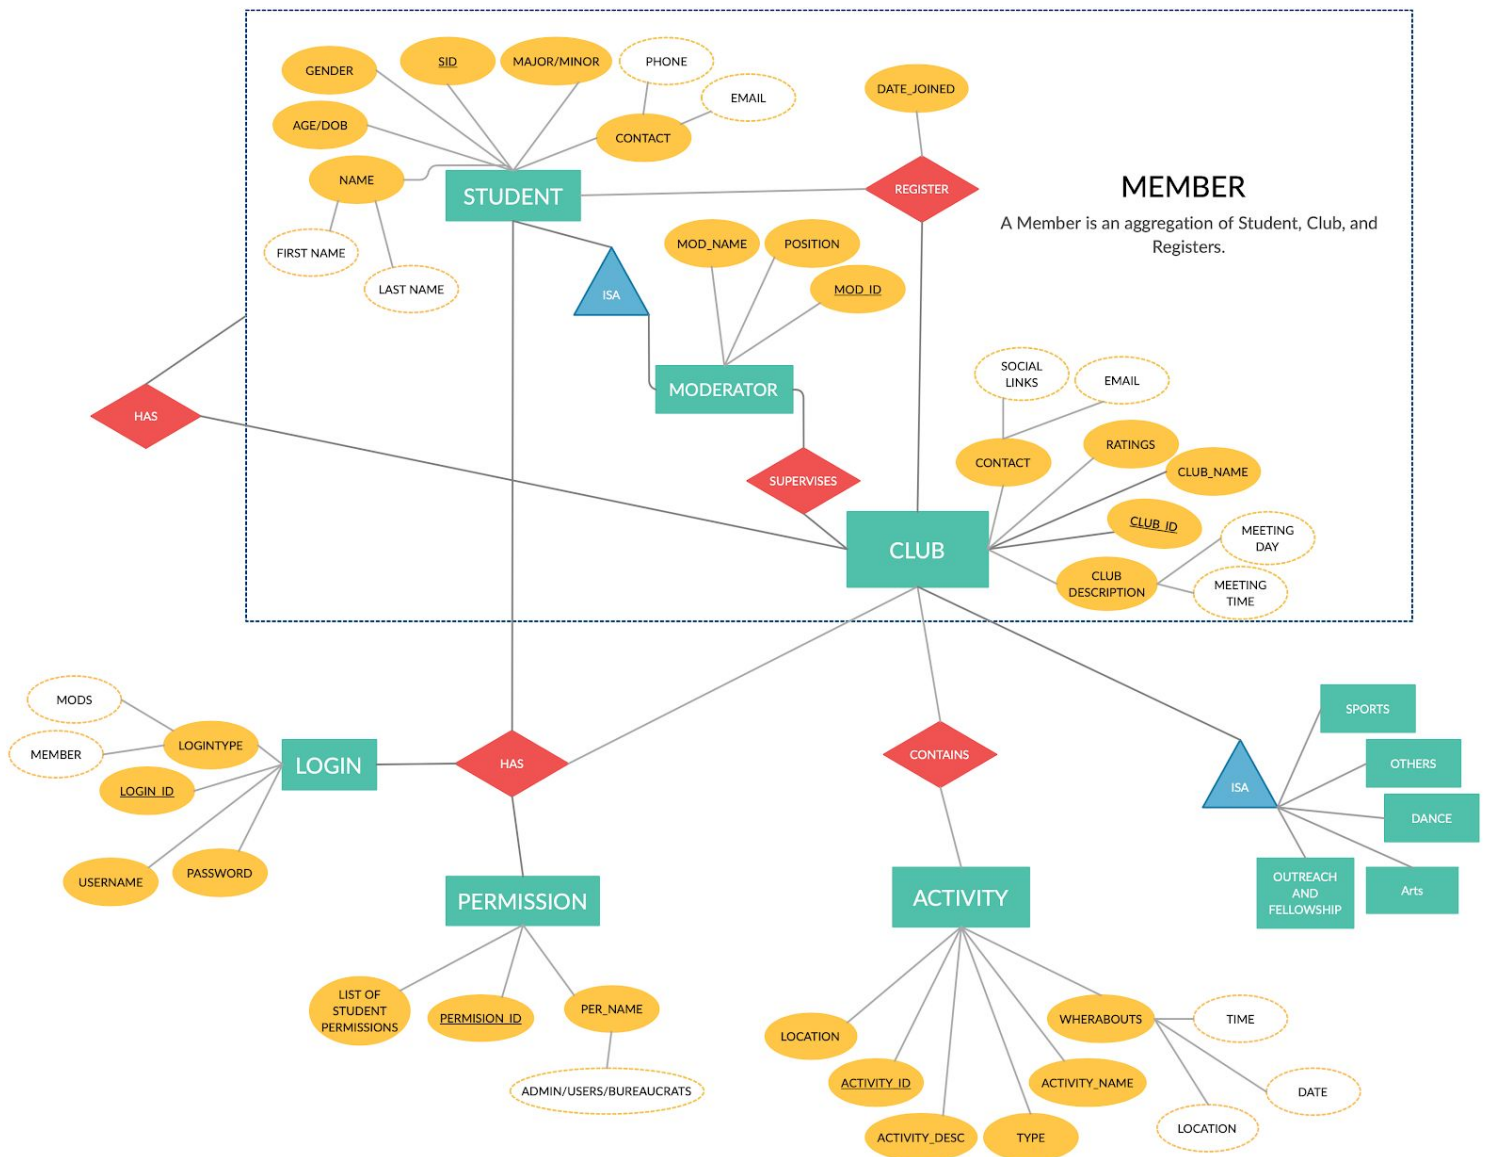 GENDER
SID
MAJOR/MINOR
PHONE
EMAIL
DATE_JOINED
AGE/DOB
CONTACT
NAME
STUDENT
REGISTER
MEMBER
A Member is an aggregation of Student, Club, and
Registers.
FIRST NAME
LAST NAME
ISA
MOD_NAME
POSITION
MOD_ID
MODERATOR
HAS
SUPERVISES
SOCIAL
LINKS
EMAIL
CONTACT
RATINGS
CLUB_NAME
CLUB_ID
CLUB
CLUB
DESCRIPTION
MEETING
DAY
MEETING
TIME
MODS
MEMBER
LOGINTYPE
LOGIN_ID
LOGIN
USERNAME
PASSWORD
HAS
CONTAINS
ISA
SPORTS
OTHERS
DANCE
Arts
OUTREACH
AND
FELLOWSHIP
PERMISSION
LIST OF
STUDENT
PERMISSIONS
PERMISION_ID
PER_NAME
ADMIN/USERS/BUREAUCRATS
ACTIVITY
LOCATION
ACTIVITY_ID
ACTIVITY_DESC
TYPE
ACTIVITY_NAME
WHERABOUTS
TIME
DATE
LOCATION